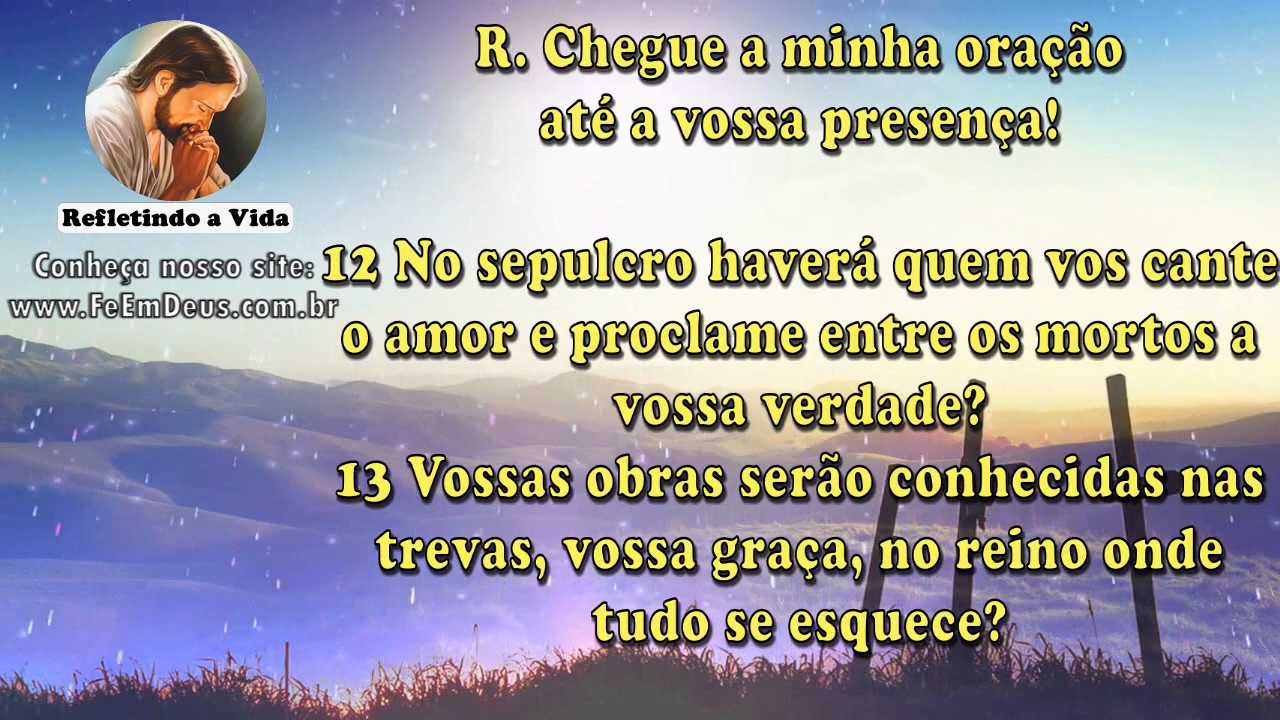 R. Chegue a minha oração
até a vossa presença!
Refletindo a Vida
Conheça nosso site:
www.FeEmDeus.com.br
12 No sepulcro haverá quem vos cante
o amor e proclame entre os mortos a
vossa verdade?
13 Vossas obras serão conhecidas nas
trevas, vossa graça, no reino onde
tudo se esquece?